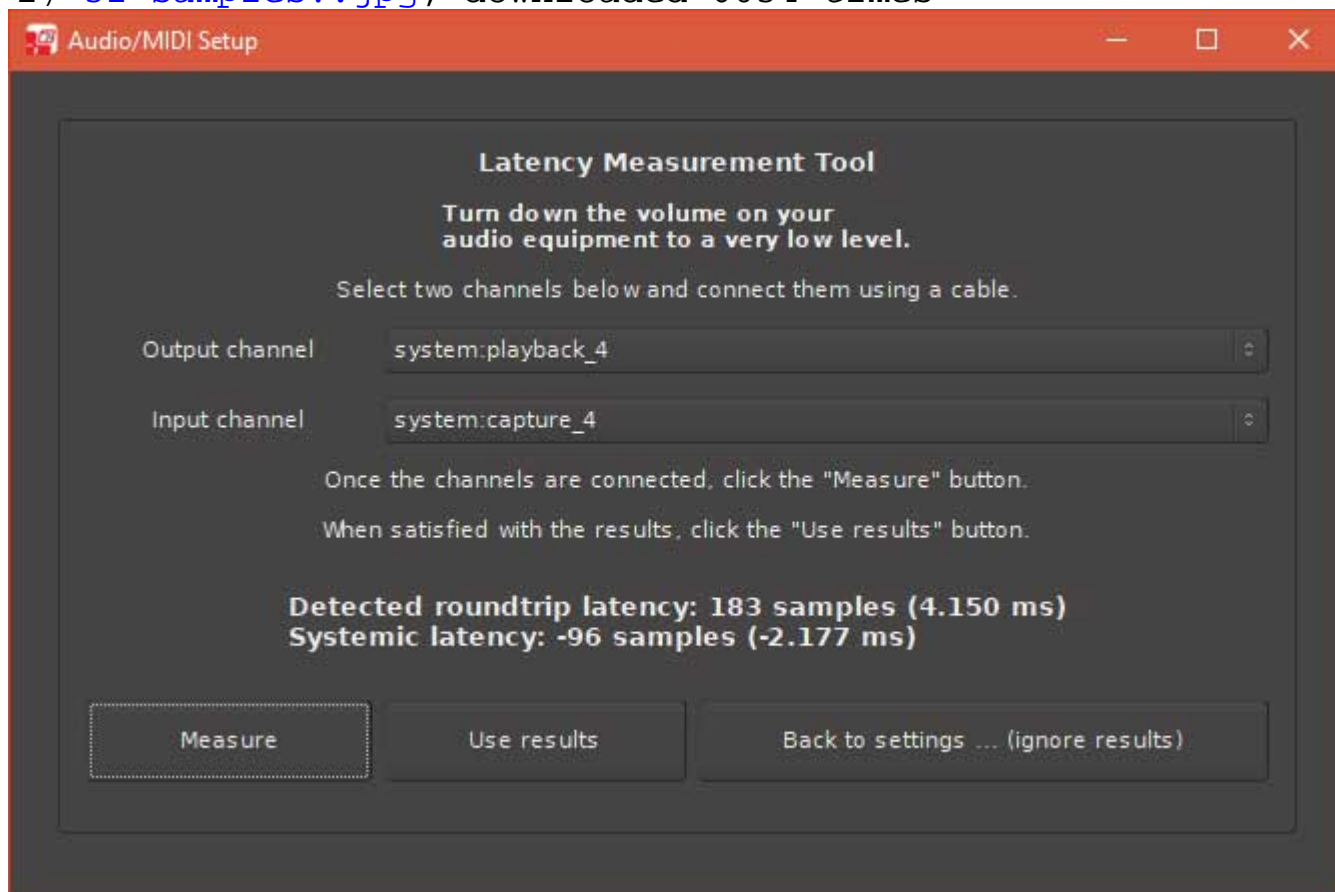 Audio/MIDI Setup
Latency Measurement Tool
Turn down the volume on your
audio equipment to a very low level.
Select two channels below and connect them using a cable.
Output channel system:playback_4
Input channel system:capture_4
Once the channels are connected, click the "Measure" button.
When satisfied with the results, click the "Use results" button.
Detected roundtrip latency: 183 samples (4.150 ms)
Systemic latency: -96 samples (-2.177 ms)
Measure Use results Back to settings ... (ignore results)